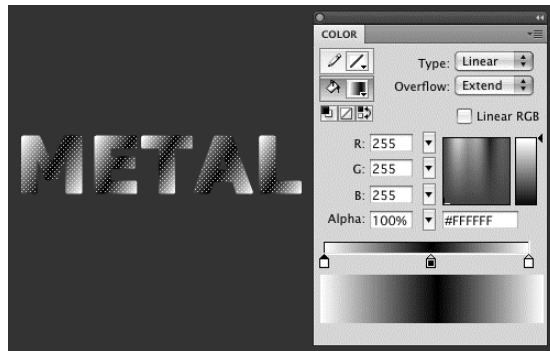 METAL
COLOR
Type: Linear
Overflow: Extend
Linear RGB
R: 255
G: 255
B: 255
Alpha: 100% #FFFFFF